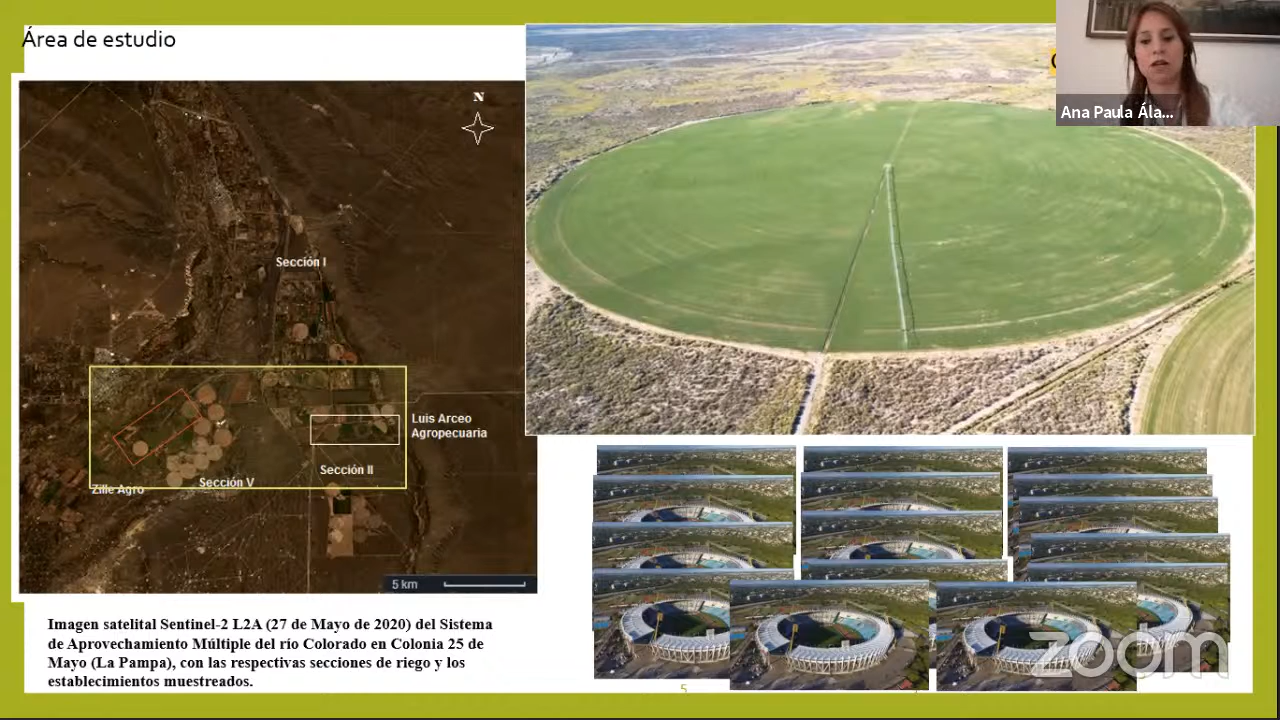 Área de estudio
N
Sección I
Luis Arceo
Agropecuaria
Sección II
Sección V
Zille Agro
5 km
Imagen satelital Sentinel-2 L2A (27 de Mayo de 2020) del Sistema
de Aprovechamiento Múltiple del río Colorado en Colonia 25 de
Mayo (La Pampa), con las respectivas secciones de riego y los
establecimientos muestreados.
Ana Paula Ála...
5
zoom